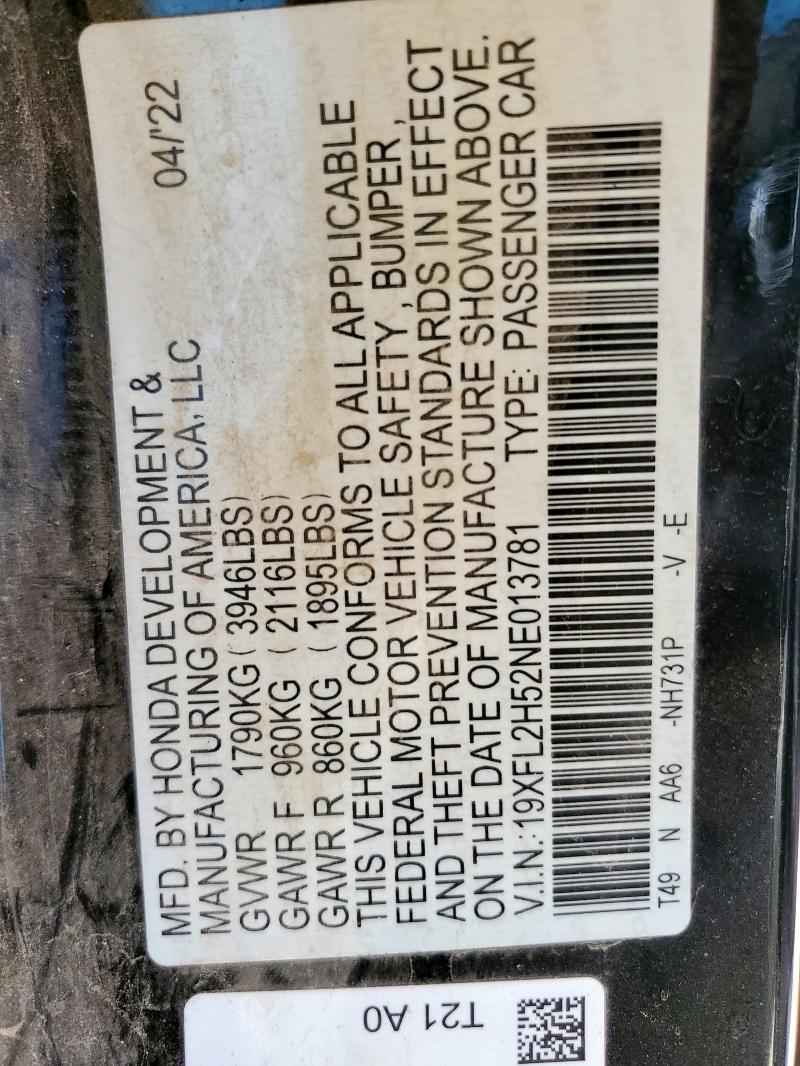 MFD. BY HONDA DEVELOPMENT & 04/'22
MANUFACTURING OF AMERICA, LLC
GVWR 1790KG ( 3946LBS)
GAWR F 960KG ( 2116LBS)
GAWR R 860KG ( 1895LBS)
THIS VEHICLE CONFORMS TO ALL APPLICABLE
FEDERAL MOTOR VEHICLE SAFETY , BUMPER ,
AND THEFT PREVENTION STANDARDS IN EFFECT
ON THE DATE OF MANUFACTURE SHOWN ABOVE.
V.I.N.:19XFL2H52NE013781 TYPE: PASSENGER CAR
T49 N AA6 -NH731P -V -E
T21 A0